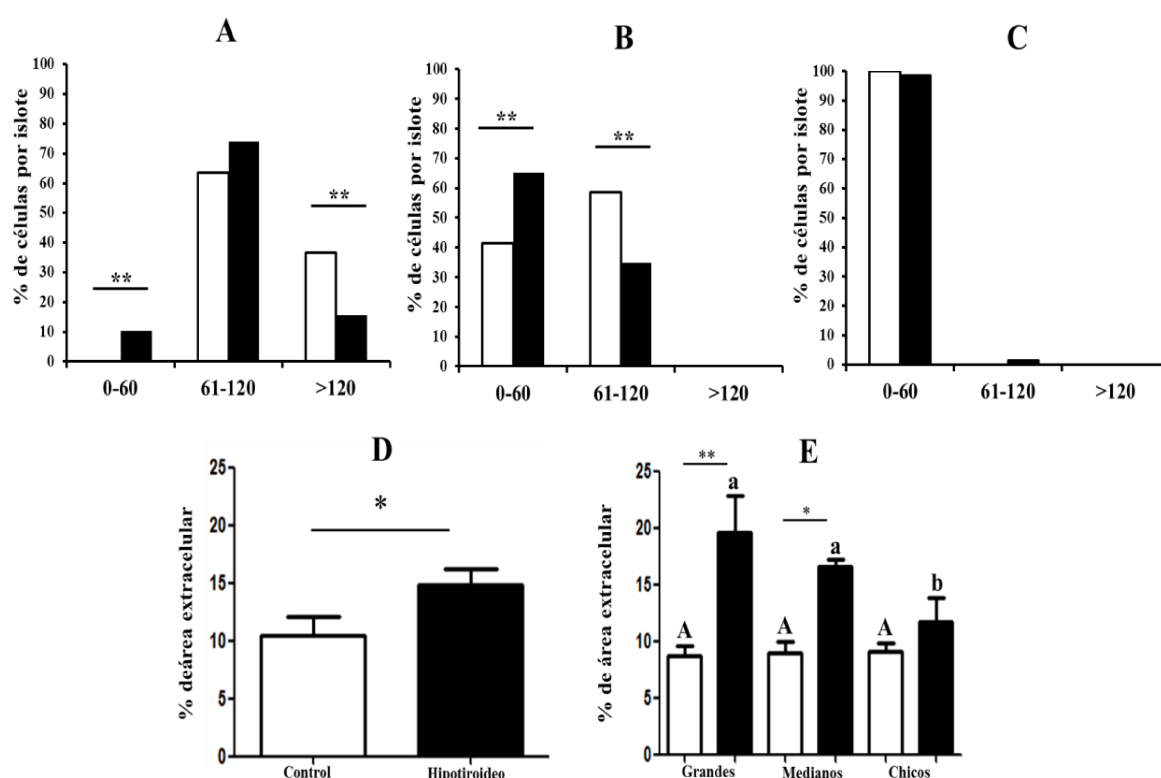 A
B
C
% de células por islote
100
90
80
70
60
50
40
30
20
10
0
**
**
0-60
61-120
>120
% de células por islote
100
90
80
70
60
50
40
30
20
10
0
**
**
0-60
61-120
>120
% de células por islote
100
90
80
70
60
50
40
30
20
10
0
0-60
61-120
>120
D
% deárea extracelular
25
20
15
10
5
0
*
Control
Hipotiroideo
E
% de área extracelular
25
20
15
10
5
0
**
*
A
a
A
a
A
b
Grandes
Medianos
Chicos